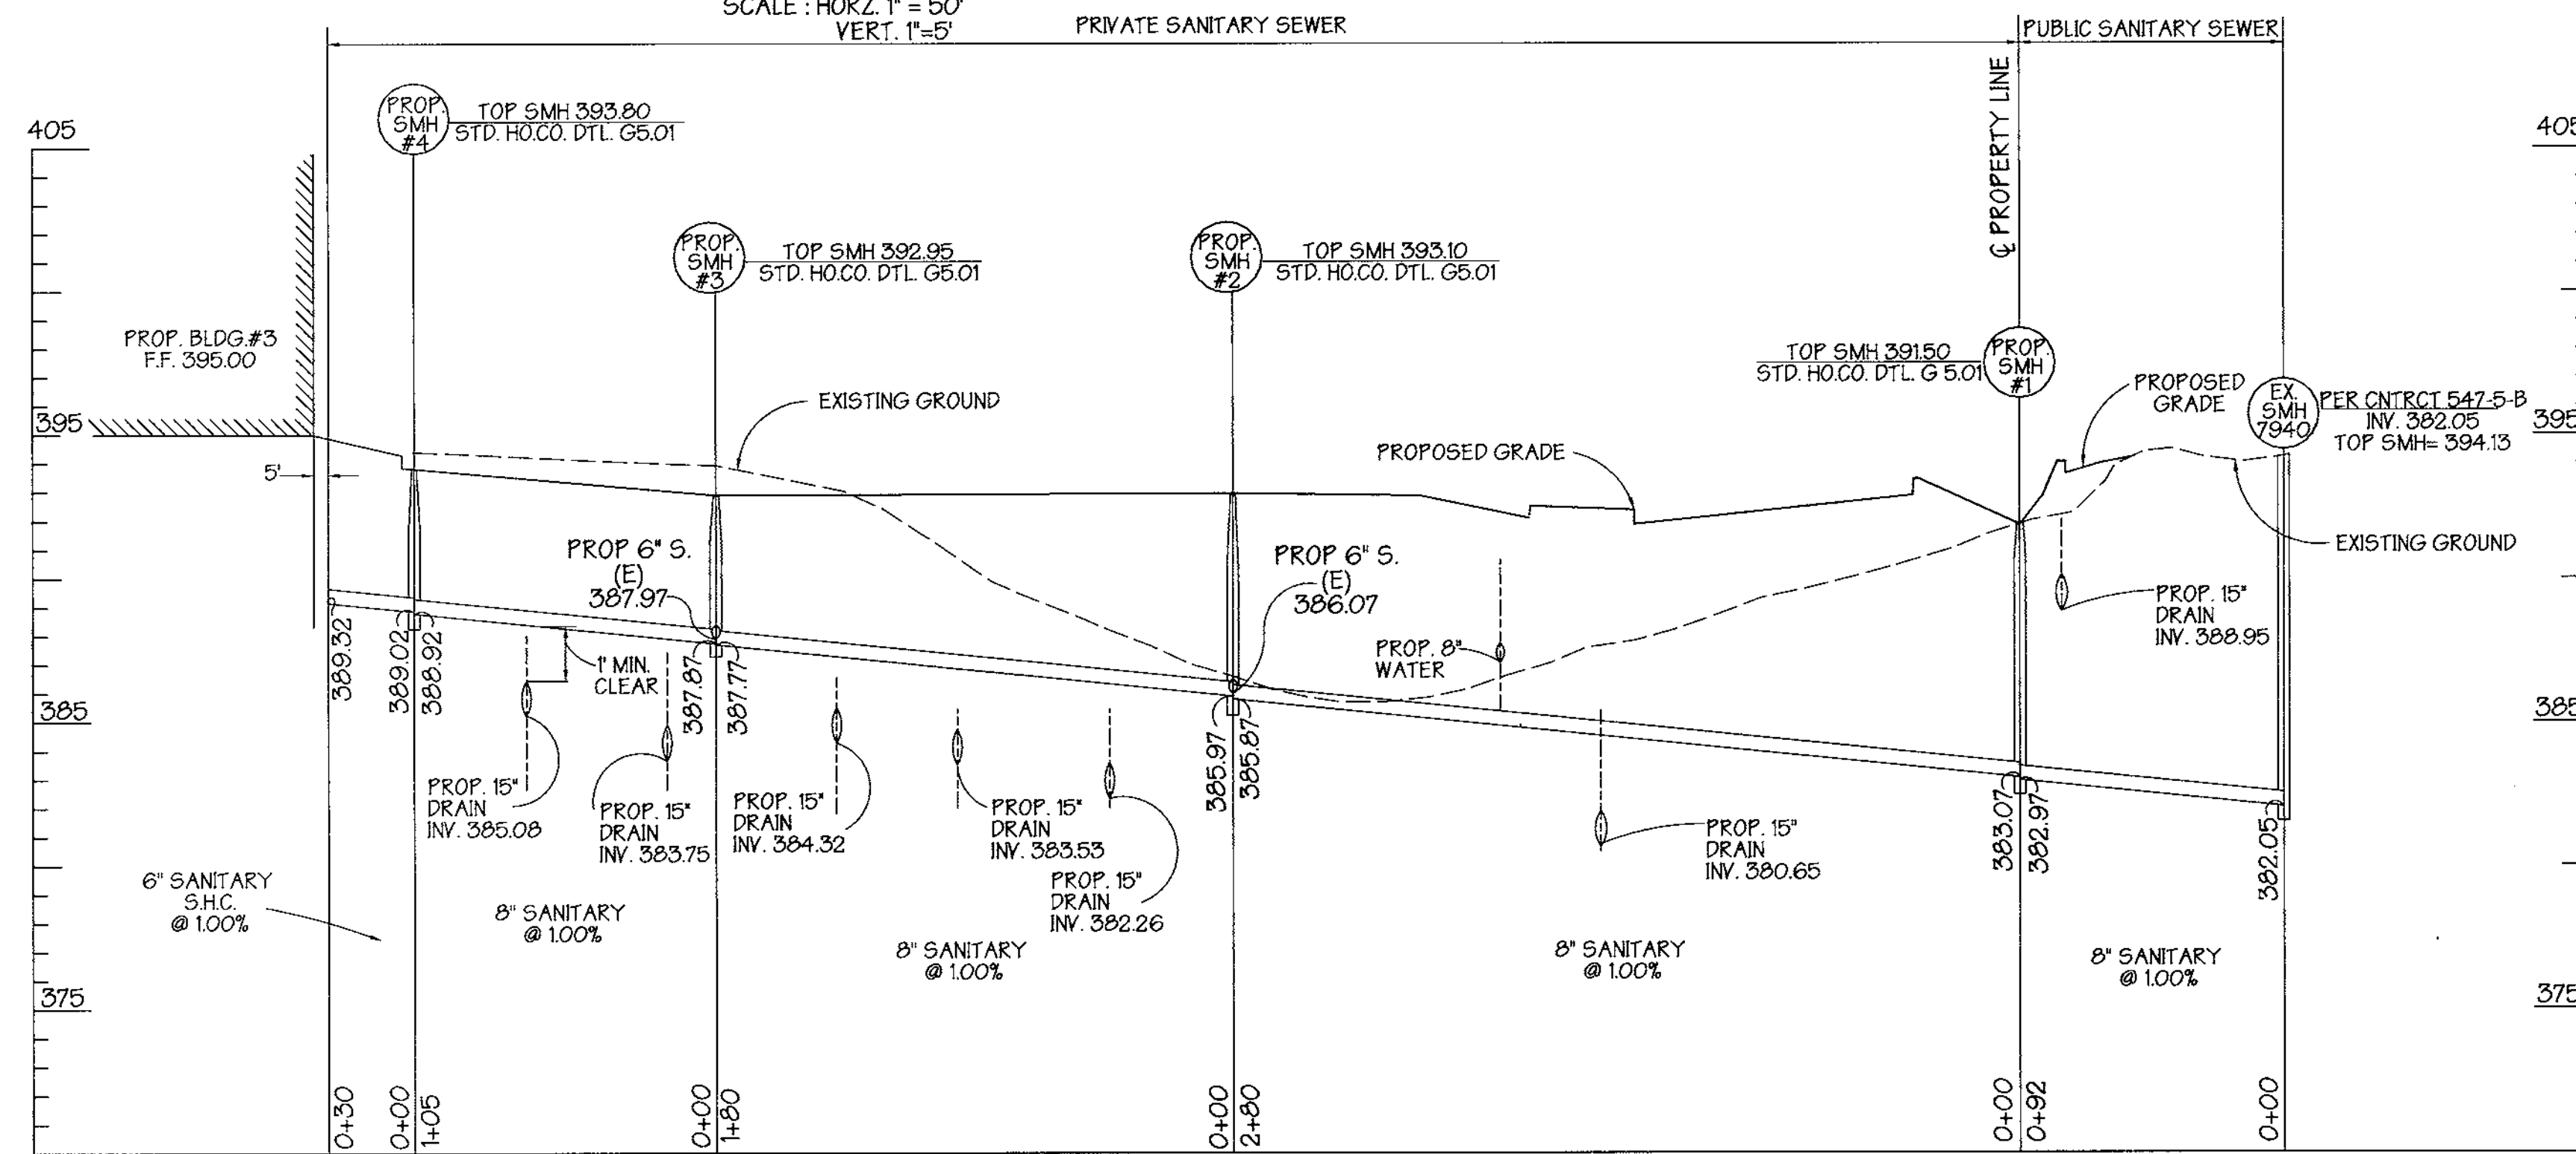 SCALE : HORZ. 1" = 50'
VERT. 1"=5'
PRIVATE SANITARY SEWER
PUBLIC SANITARY SEWER
℄ PROPERTY LINE
PROP.
SMH
#4
TOP SMH 393.80
STD. HO.CO. DTL. G5.01
405
405
PROP.
SMH
#3
TOP SMH 392.95
STD. HO.CO. DTL. G5.01
PROP.
SMH
#2
TOP SMH 393.10
STD. HO.CO. DTL. G5.01
PROP. BLDG.#3
F.F. 395.00
TOP SMH 391.50
STD. HO.CO. DTL. G 5.01
PROP.
SMH
#1
PROPOSED
GRADE
EX.
SMH
7940
PER CNTRCT 547-5-B
INV. 382.05
TOP SMH= 394.13
395
395
EXISTING GROUND
PROPOSED GRADE
5'
EXISTING GROUND
PROP 6" S.
(E)
387.97
PROP 6" S.
(E)
386.07
PROP. 8"
WATER
PROP. 15"
DRAIN
INV. 388.95
1' MIN.
CLEAR
389.32
389.02
388.92
387.87
387.77
385.97
385.87
383.07
382.97
382.05
385
385
PROP. 15"
DRAIN
INV. 385.08
PROP. 15"
DRAIN
INV. 383.75
PROP. 15"
DRAIN
INV. 384.32
PROP. 15"
DRAIN
INV. 383.53
PROP. 15"
DRAIN
INV. 382.26
PROP. 15"
DRAIN
INV. 380.65
6" SANITARY
S.H.C.
@ 1.00%
8" SANITARY
@ 1.00%
8" SANITARY
@ 1.00%
8" SANITARY
@ 1.00%
8" SANITARY
@ 1.00%
375
375
0+30
0+00
1+05
0+00
1+80
0+00
2+80
0+00
0+92
0+00